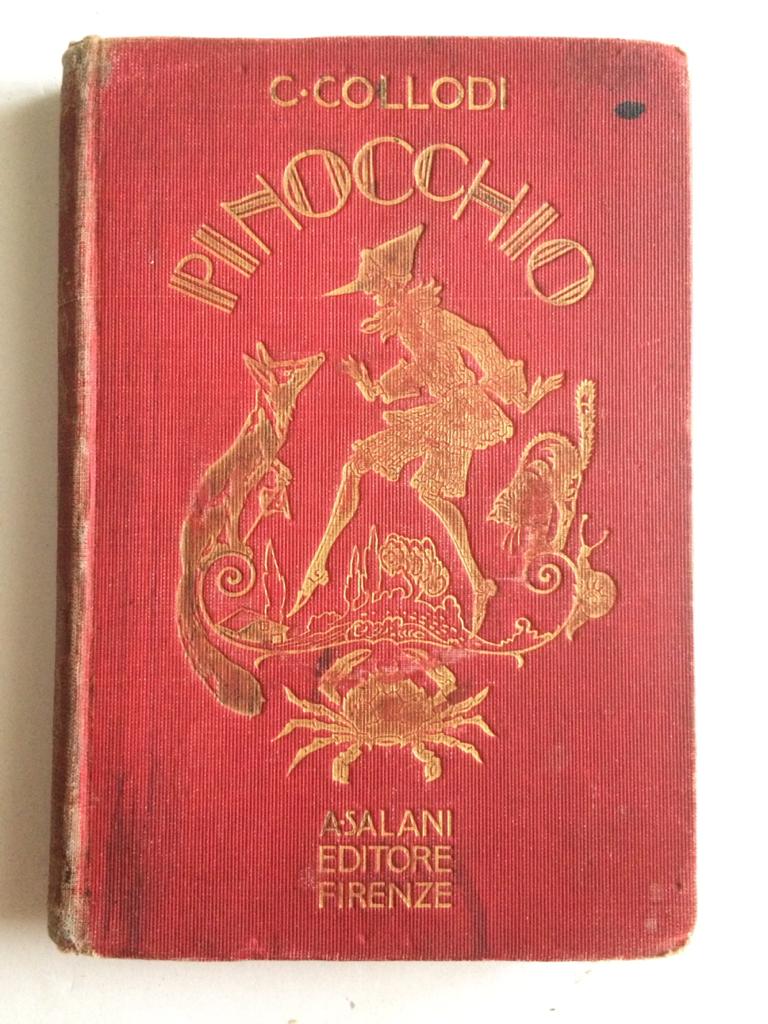 C·COLLODI
PINOCCHIO
A·SALANI
EDITORE
FIRENZE